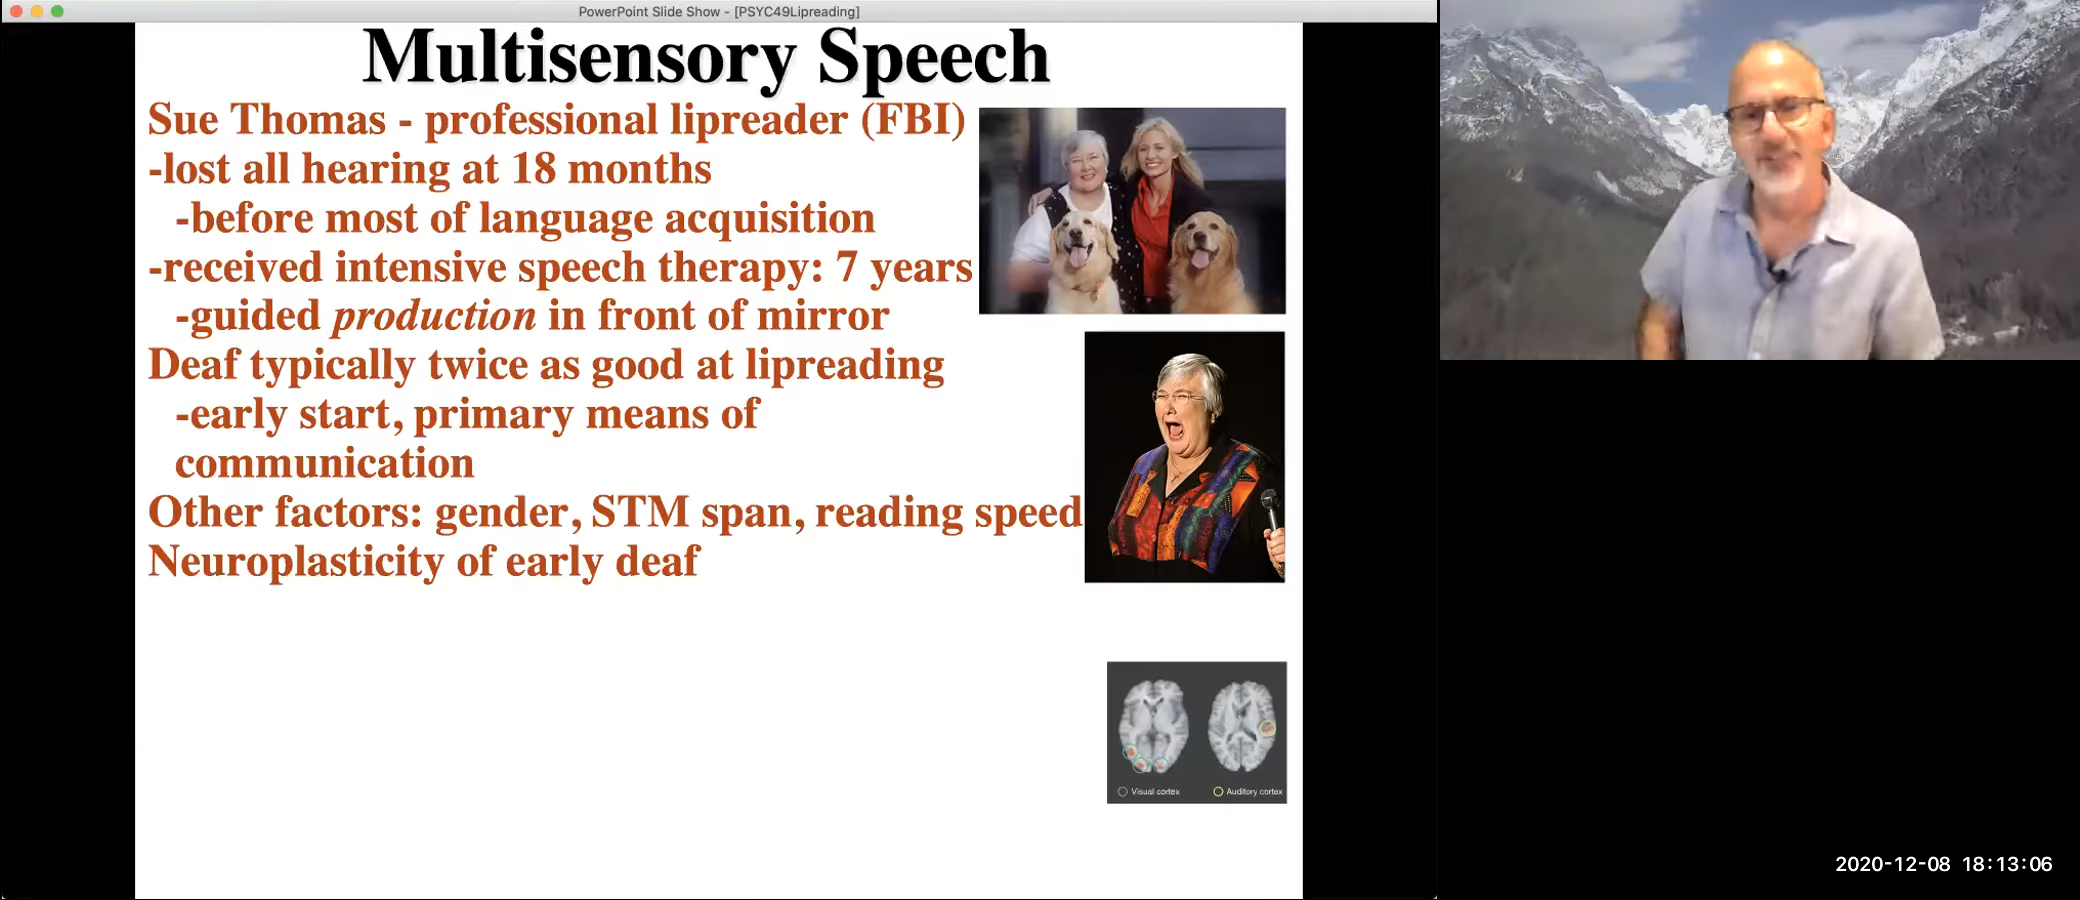 PowerPoint Slide Show - [PSYC49Lipreading]
Multisensory Speech
Sue Thomas - professional lipreader (FBI)
-lost all hearing at 18 months
-before most of language acquisition
-received intensive speech therapy: 7 years
-guided production in front of mirror
Deaf typically twice as good at lipreading
-early start, primary means of
communication
Other factors: gender, STM span, reading speed
Neuroplasticity of early deaf
Visual cortex
Auditory cortex
2020-12-08 18:13:06